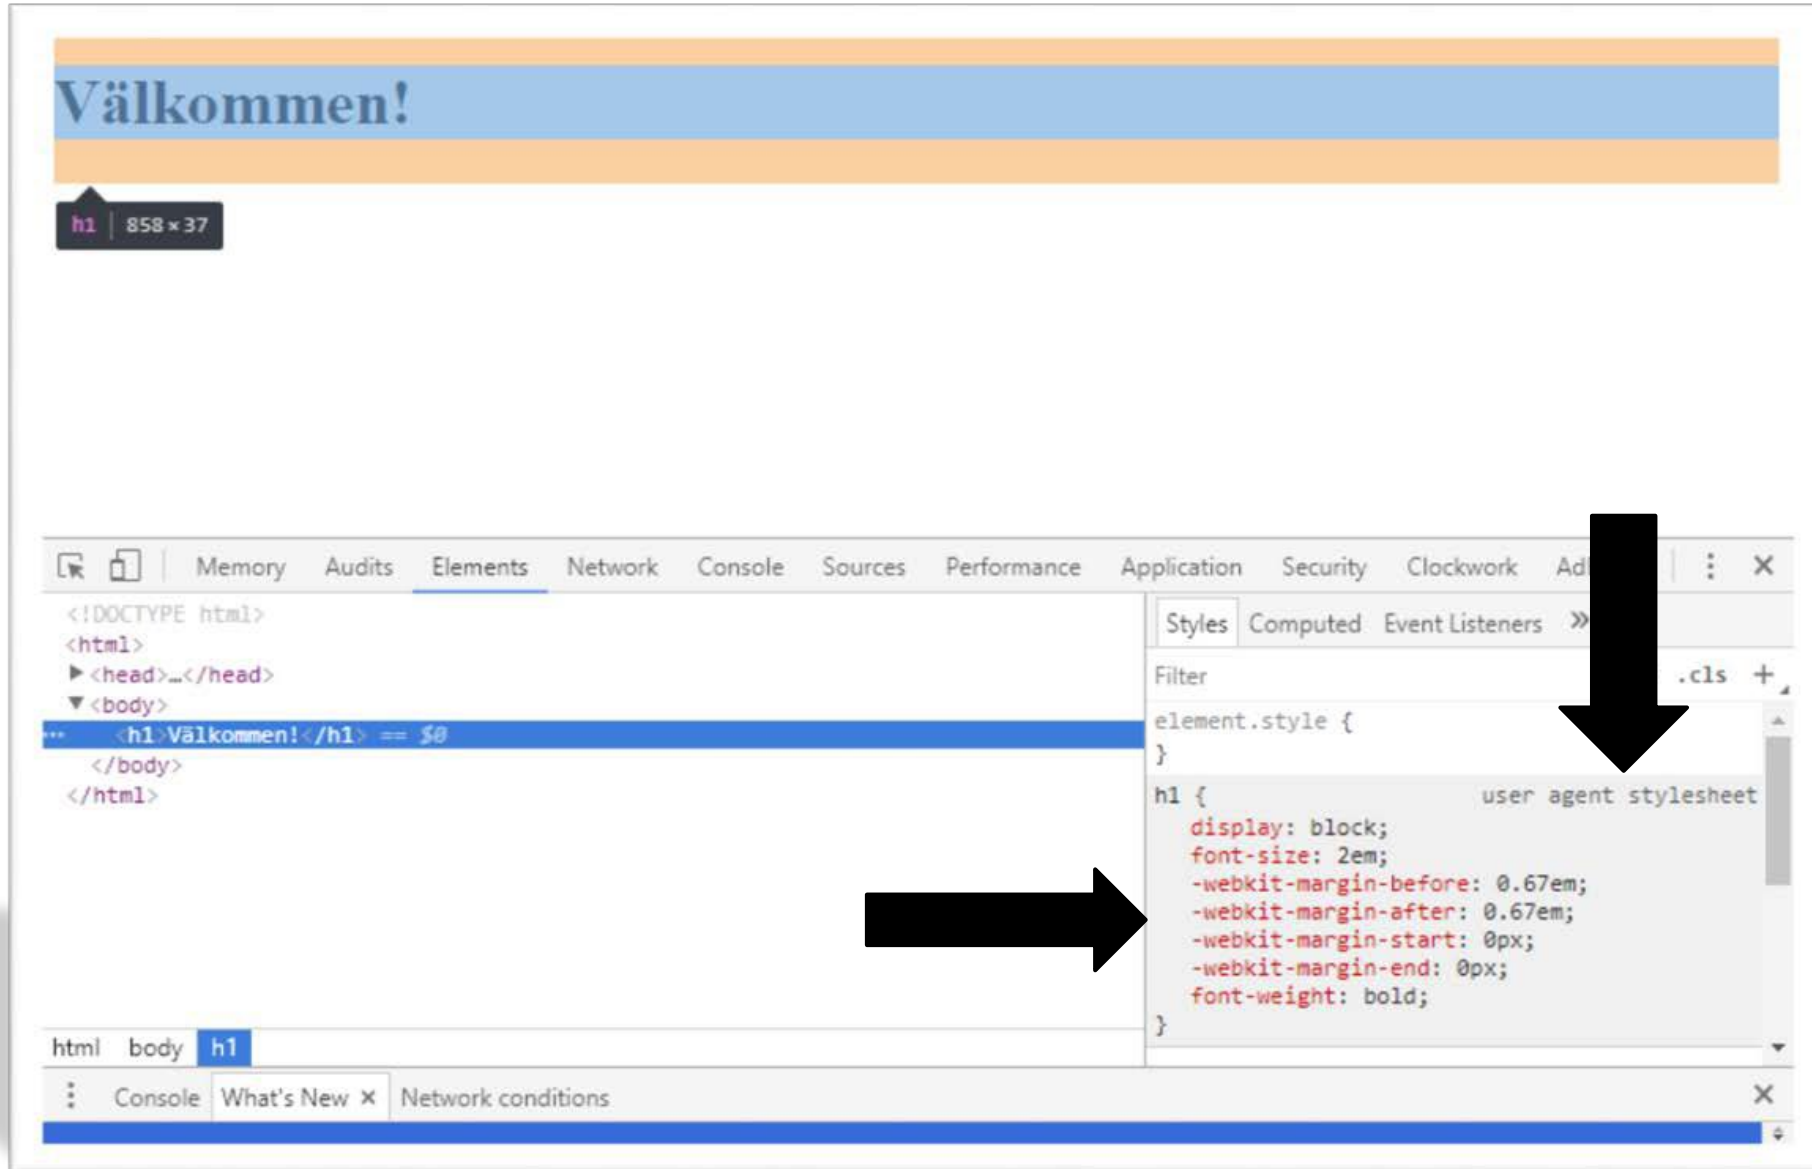 Välkommen!
h1 858 × 37
Memory Audits Elements Network Console Sources Performance Application Security Clockwork
<!DOCTYPE html>
<html>
<head>…</head>
<body>
<h1>Välkommen!</h1> == $0
</body>
</html>
Styles Computed Event Listeners »
Filter .cls +
element.style {
}
h1 { user agent stylesheet
display: block;
font-size: 2em;
-webkit-margin-before: 0.67em;
-webkit-margin-after: 0.67em;
-webkit-margin-start: 0px;
-webkit-margin-end: 0px;
font-weight: bold;
}
html body h1
Console What's New × Network conditions